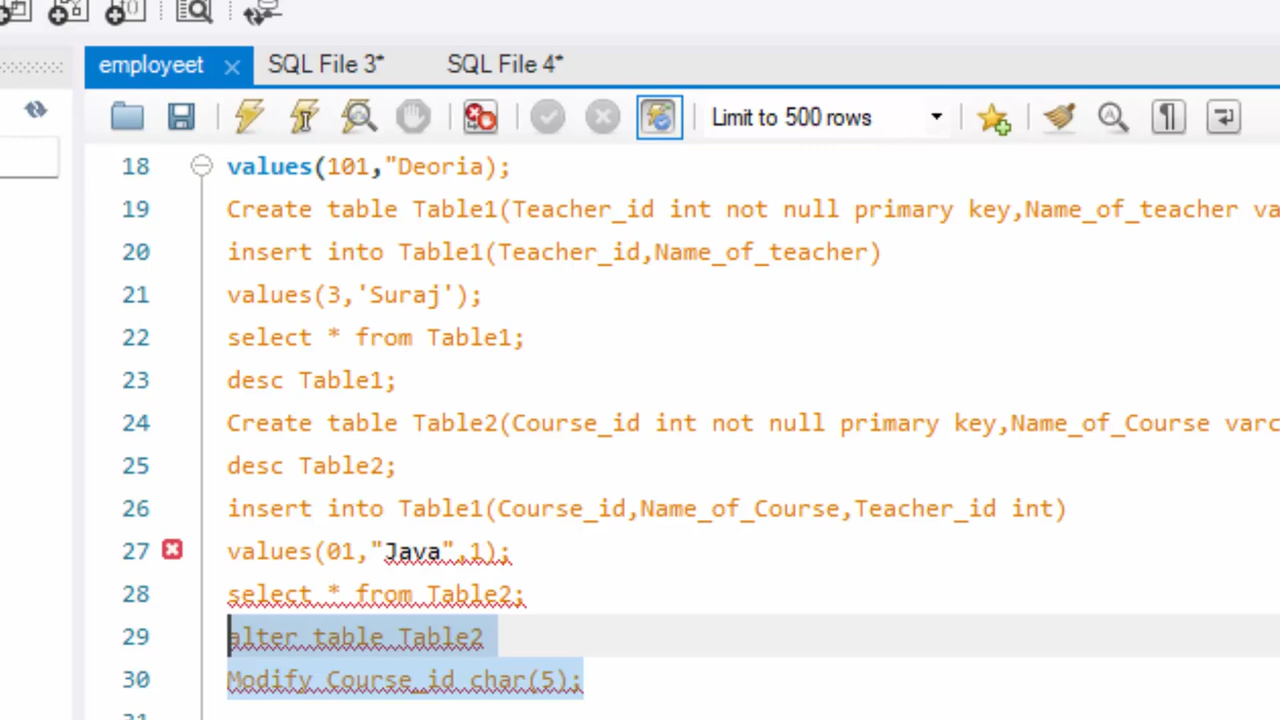 employeet
SQL File 3*
SQL File 4*
Limit to 500 rows
18 values(101,"Deoria);
19 Create table Table1(Teacher_id int not null primary key,Name_of_teacher va
20 insert into Table1(Teacher_id,Name_of_teacher)
21 values(3,'Suraj');
22 select * from Table1;
23 desc Table1;
24 Create table Table2(Course_id int not null primary key,Name_of_Course varc
25 desc Table2;
26 insert into Table1(Course_id,Name_of_Course,Teacher_id int)
27 values(01,"Java",1);
28 select * from Table2;
29 alter table Table2
30 Modify Course_id char(5);
31